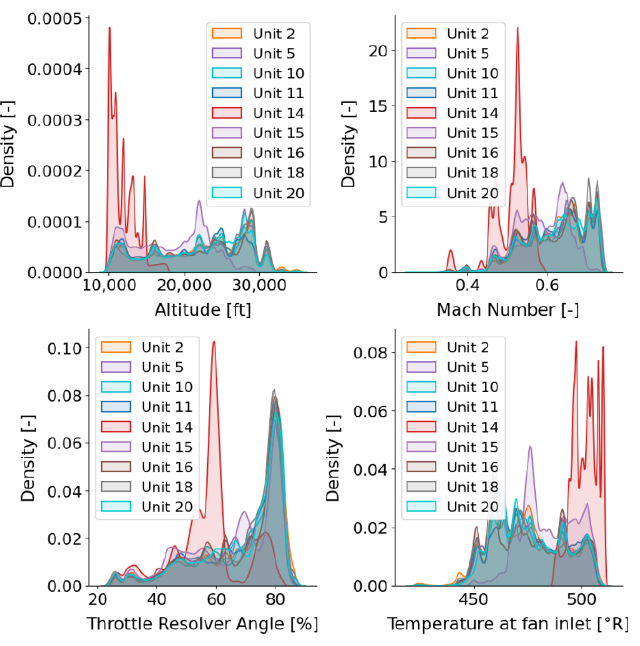 0.0005
0.0004
0.0003
0.0002
0.0001
0.0000
Density [-]
Unit 2
Unit 5
Unit 10
Unit 11
Unit 14
Unit 15
Unit 16
Unit 18
Unit 20
10,000 20,000 30,000
Altitude [ft]
20
15
10
5
0
Density [-]
Unit 2
Unit 5
Unit 10
Unit 11
Unit 14
Unit 15
Unit 16
Unit 18
Unit 20
0.4 0.6
Mach Number [-]
0.10
0.08
0.06
0.04
0.02
0.00
Density [-]
Unit 2
Unit 5
Unit 10
Unit 11
Unit 14
Unit 15
Unit 16
Unit 18
Unit 20
20 40 60 80
Throttle Resolver Angle [%]
0.08
0.06
0.04
0.02
0.00
Density [-]
Unit 2
Unit 5
Unit 10
Unit 11
Unit 14
Unit 15
Unit 16
Unit 18
Unit 20
450 500
Temperature at fan inlet [°R]